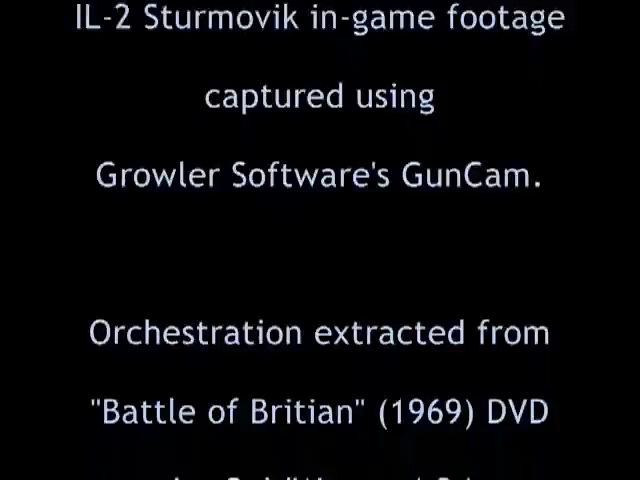 IL-2 Sturmovik in-game footage
captured using
Growler Software's GunCam.
Orchestration extracted from
"Battle of Britian" (1969) DVD